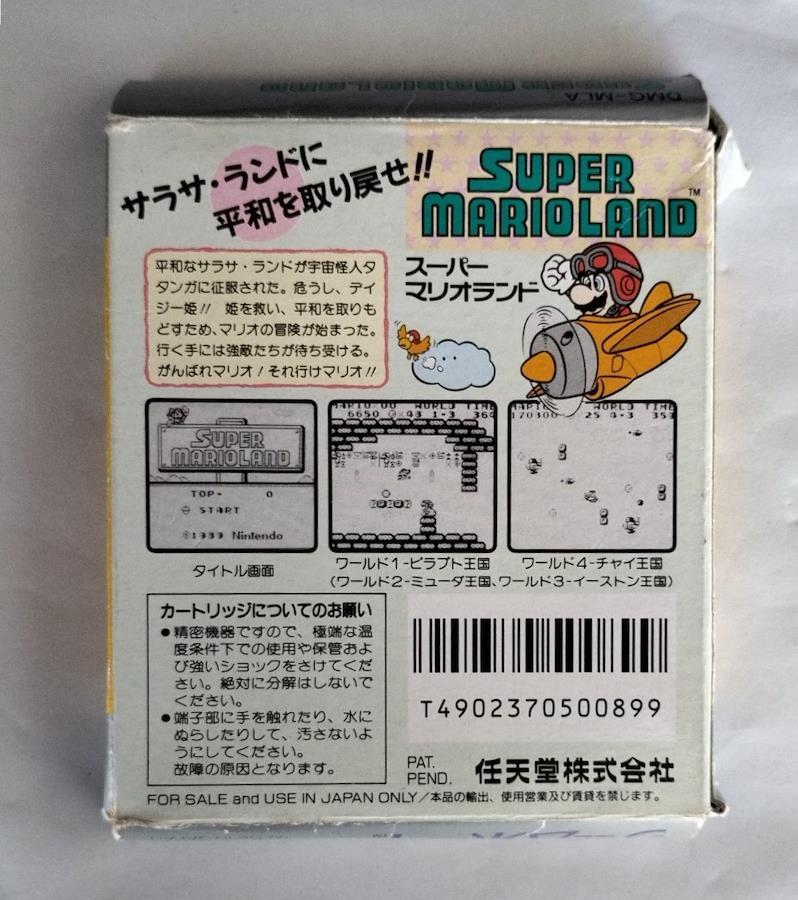 DMG-MLA
サラサ・ランドに
平和を取り戻せ!!
SUPER
MARIOLAND™
スーパー
マリオランド
平和なサラサ・ランドが宇宙怪人タ
タンガに征服された。危うし、デイ
ジー姫!! 姫を救い、平和を取りも
どすため、マリオの冒険が始まった。
行く手には強敵たちが待ち受ける。
がんばれマリオ!それ行けマリオ!!
SUPER
MARIOLAND
TOP- 0
START
©1989 Nintendo
WORLD TIME
6650 43 1-3
WORLD TIME
170300 25 4-3
タイトル画面
ワールド1-ピラプト王国
ワールド4-チャイ王国
(ワールド2-ミューダ王国、ワールド3-イーストン王国)
カートリッジについてのお願い
●精密機器ですので、極端な温
度条件下での使用や保管およ
び強いショックをさけてくだ
さい。絶対に分解はしないで
ください。
●端子部に手を触れたり、水に
ぬらしたりして、汚さないよ
うにしてください。
故障の原因となります。
T4902370500899
PAT.
PEND.
任天堂株式会社
FOR SALE and USE IN JAPAN ONLY/本品の輸出、使用営業及び賃貸を禁じます。